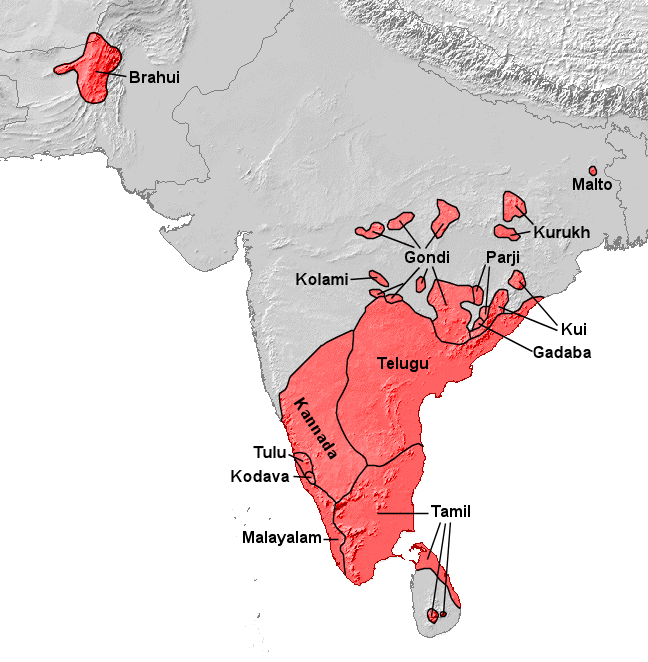 Brahui
Malto
Kurukh
Gondi
Parji
Kolami
Kui
Gadaba
Telugu
Kannada
Tulu
Kodava
Tamil
Malayalam